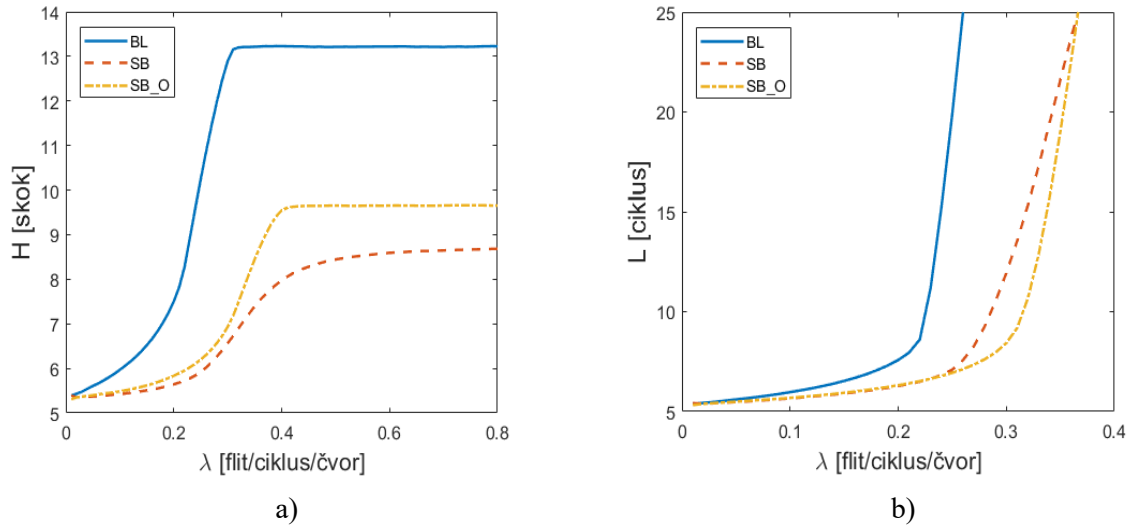 14
13
12
11
10
9
8
7
6
5
H [skok]
BL
SB
SB_O
0
0.2
0.4
0.6
0.8
λ [flit/ciklus/čvor]
a)
25
20
15
10
5
L [ciklus]
BL
SB
SB_O
0
0.1
0.2
0.3
0.4
λ [flit/ciklus/čvor]
b)